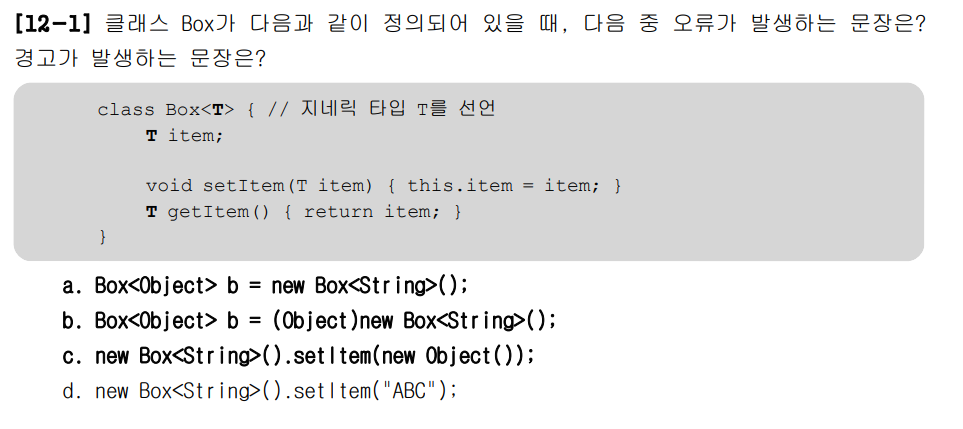 [12-1] 클래스 Box가 다음과 같이 정의되어 있을 때, 다음 중 오류가 발생하는 문장은?
경고가 발생하는 문장은?
class Box<T> { // 지네릭 타입 T를 선언
T item;
void setItem(T item) { this.item = item; }
T getItem() { return item; }
}
a. Box<Object> b = new Box<String>();
b. Box<Object> b = (Object)new Box<String>();
c. new Box<String>().setItem(new Object());
d. new Box<String>().setItem("ABC");